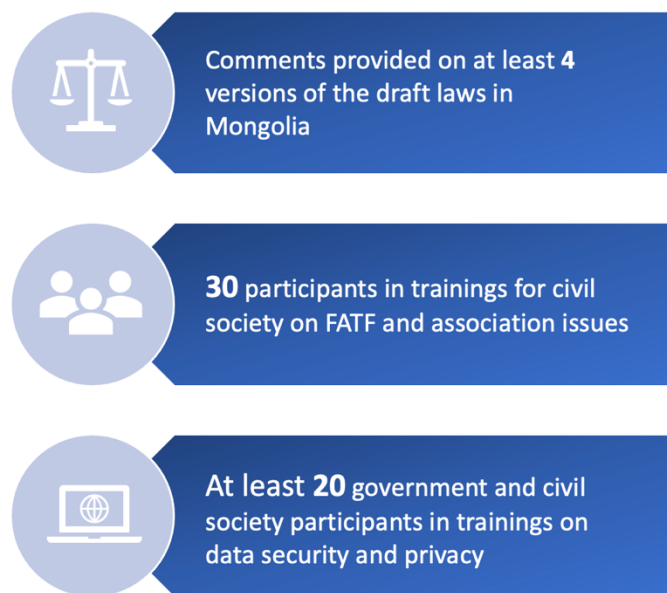 Comments provided on at least 4
versions of the draft laws in
Mongolia
30 participants in trainings for civil
society on FATF and association issues
At least 20 government and civil
society participants in trainings on
data security and privacy